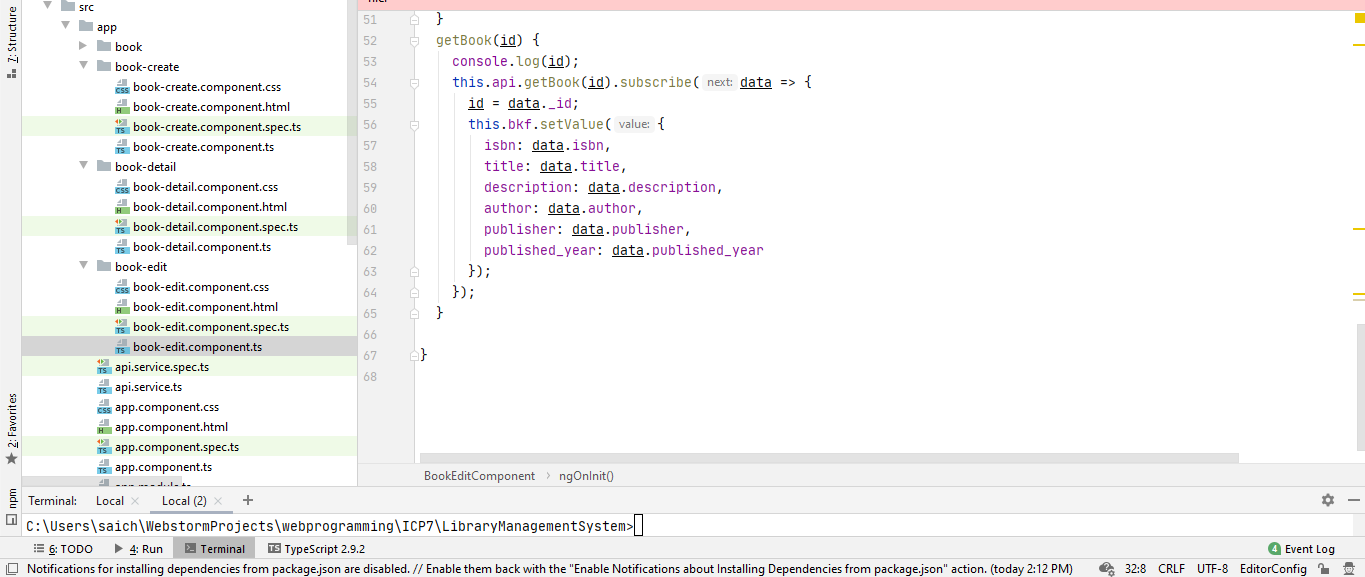 7: Structure
src
app
book
book-create
book-create.component.css
book-create.component.html
book-create.component.spec.ts
book-create.component.ts
book-detail
book-detail.component.css
book-detail.component.html
book-detail.component.spec.ts
book-detail.component.ts
book-edit
book-edit.component.css
book-edit.component.html
book-edit.component.spec.ts
book-edit.component.ts
api.service.spec.ts
api.service.ts
app.component.css
app.component.html
app.component.spec.ts
app.component.ts
app.module.ts
2: Favorites
npm
51 }
52 getBook(id) {
53 console.log(id);
54 this.api.getBook(id).subscribe( next: data => {
55 id = data._id;
56 this.bkf.setValue( value: {
57 isbn: data.isbn,
58 title: data.title,
59 description: data.description,
60 author: data.author,
61 publisher: data.publisher,
62 published_year: data.published_year
63 });
64 });
65 }
66
67 }
68
BookEditComponent › ngOnInit()
Terminal: Local × Local (2) × +
C:\Users\saich\WebstormProjects\webprogramming\ICP7\LibraryManagementSystem>
6: TODO 4: Run Terminal TS TypeScript 2.9.2 4 Event Log
Notifications for installing dependencies from package.json are disabled. // Enable them back with the "Enable Notifications about Installing Dependencies from package.json" action. (today 2:12 PM) 32:8 CRLF UTF-8 EditorConfig